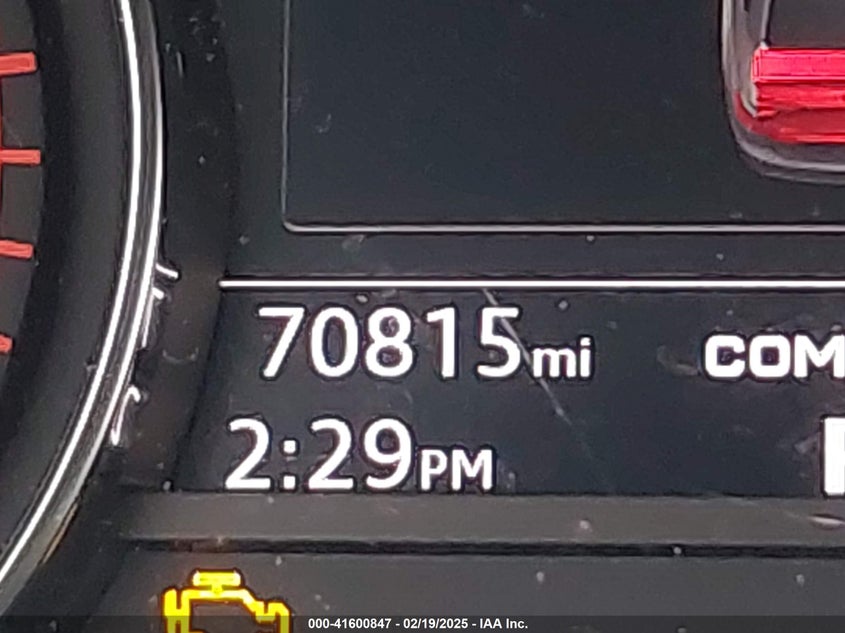 70815mi
COM
2:29PM
000-41600847 - 02/19/2025 - IAA Inc.